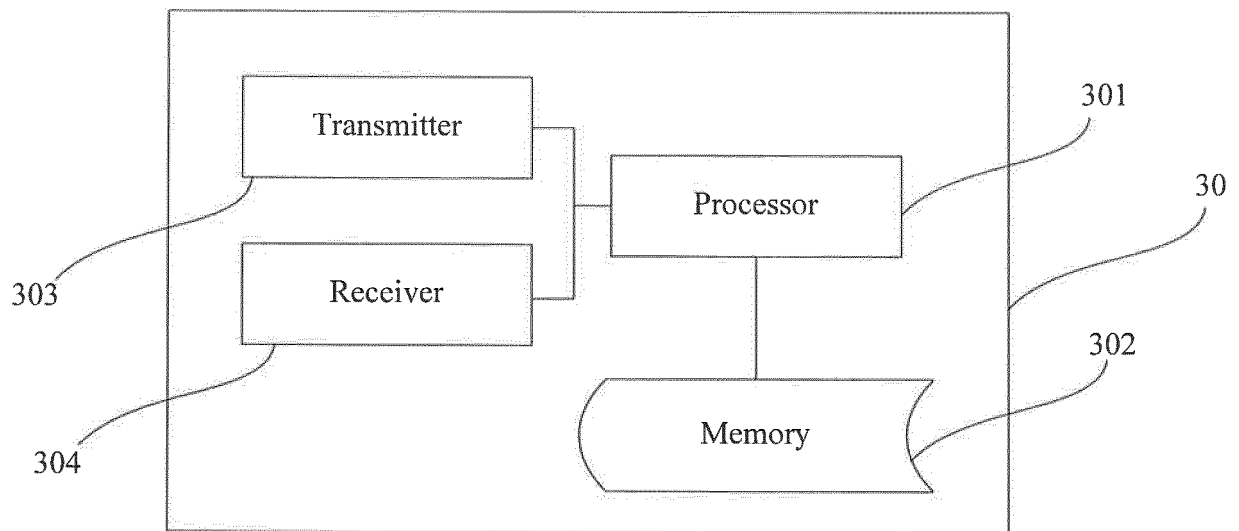 Transmitter
301
Processor
30
303
Receiver
302
Memory
304